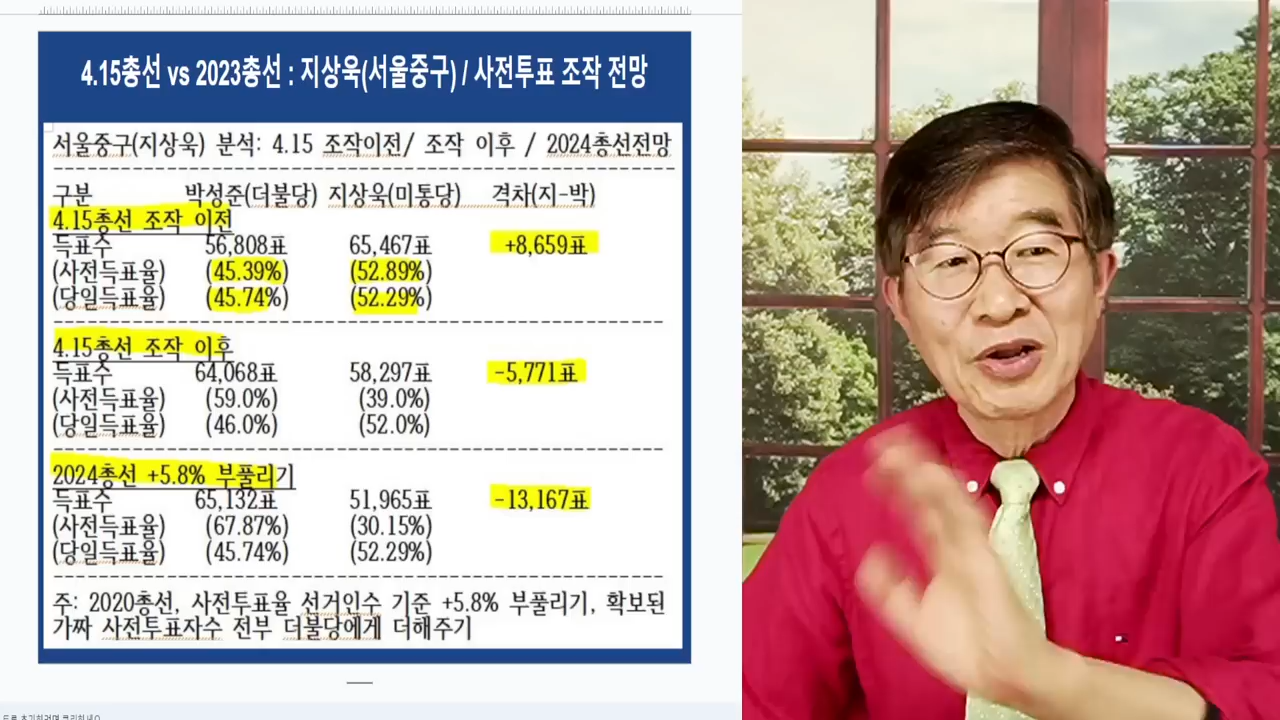 4.15총선 vs 2023총선 : 지상욱(서울중구) / 사전투표 조작 전망
서울중구(지상욱) 분석: 4.15 조작이전/ 조작 이후 / 2024총선전망
구분 박성준(더불당) 지상욱(미통당) 격차(지-박)
4.15총선 조작 이전
득표수 56,808표 65,467표 +8,659표
(사전득표율) (45.39%) (52.89%)
(당일득표율) (45.74%) (52.29%)
4.15총선 조작 이후
득표수 64,068표 58,297표 -5,771표
(사전득표율) (59.0%) (39.0%)
(당일득표율) (46.0%) (52.0%)
2024총선 +5.8% 부풀리기
득표수 65,132표 51,965표 -13,167표
(사전득표율) (67.87%) (30.15%)
(당일득표율) (45.74%) (52.29%)
주: 2020총선, 사전투표율 선거인수 기준 +5.8% 부풀리기, 확보된
가짜 사전투표자수 전부 더불당에게 더해주기